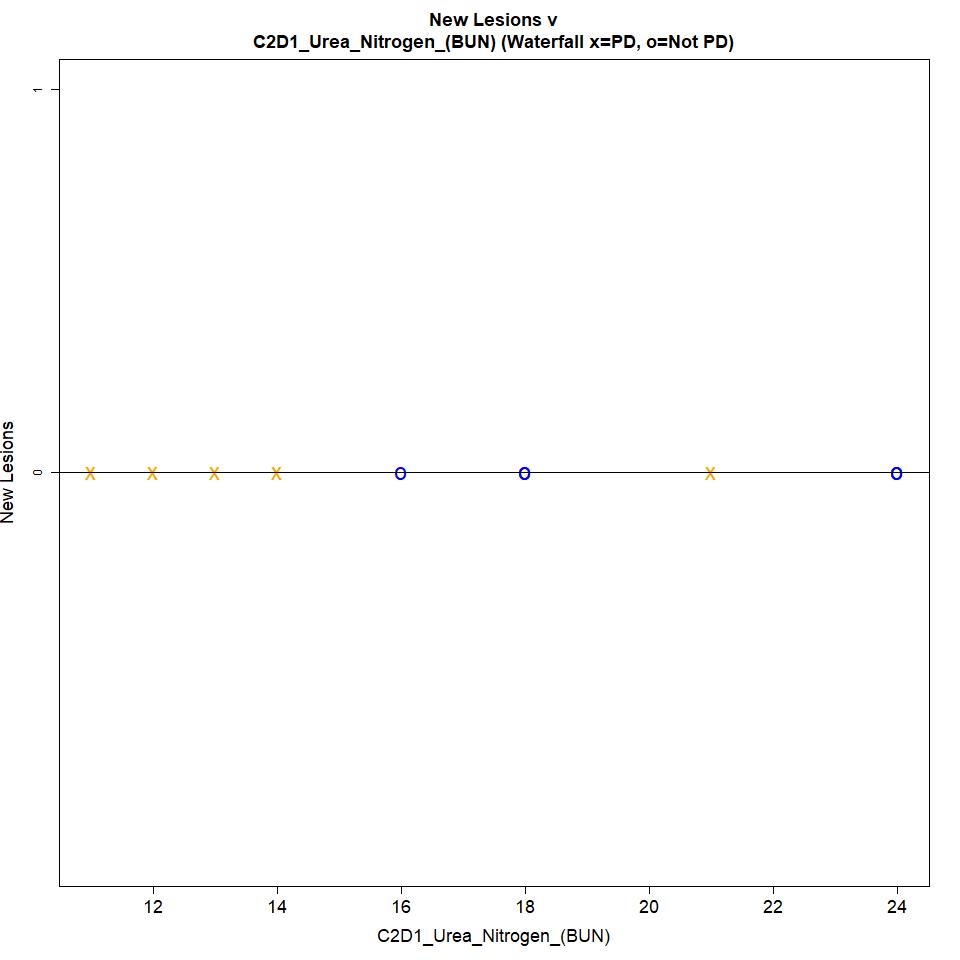 New Lesions v
C2D1_Urea_Nitrogen_(BUN) (Waterfall x=PD, o=Not PD)
1
New Lesions
0
x x x x o o x o
12 14 16 18 20 22 24
C2D1_Urea_Nitrogen_(BUN)